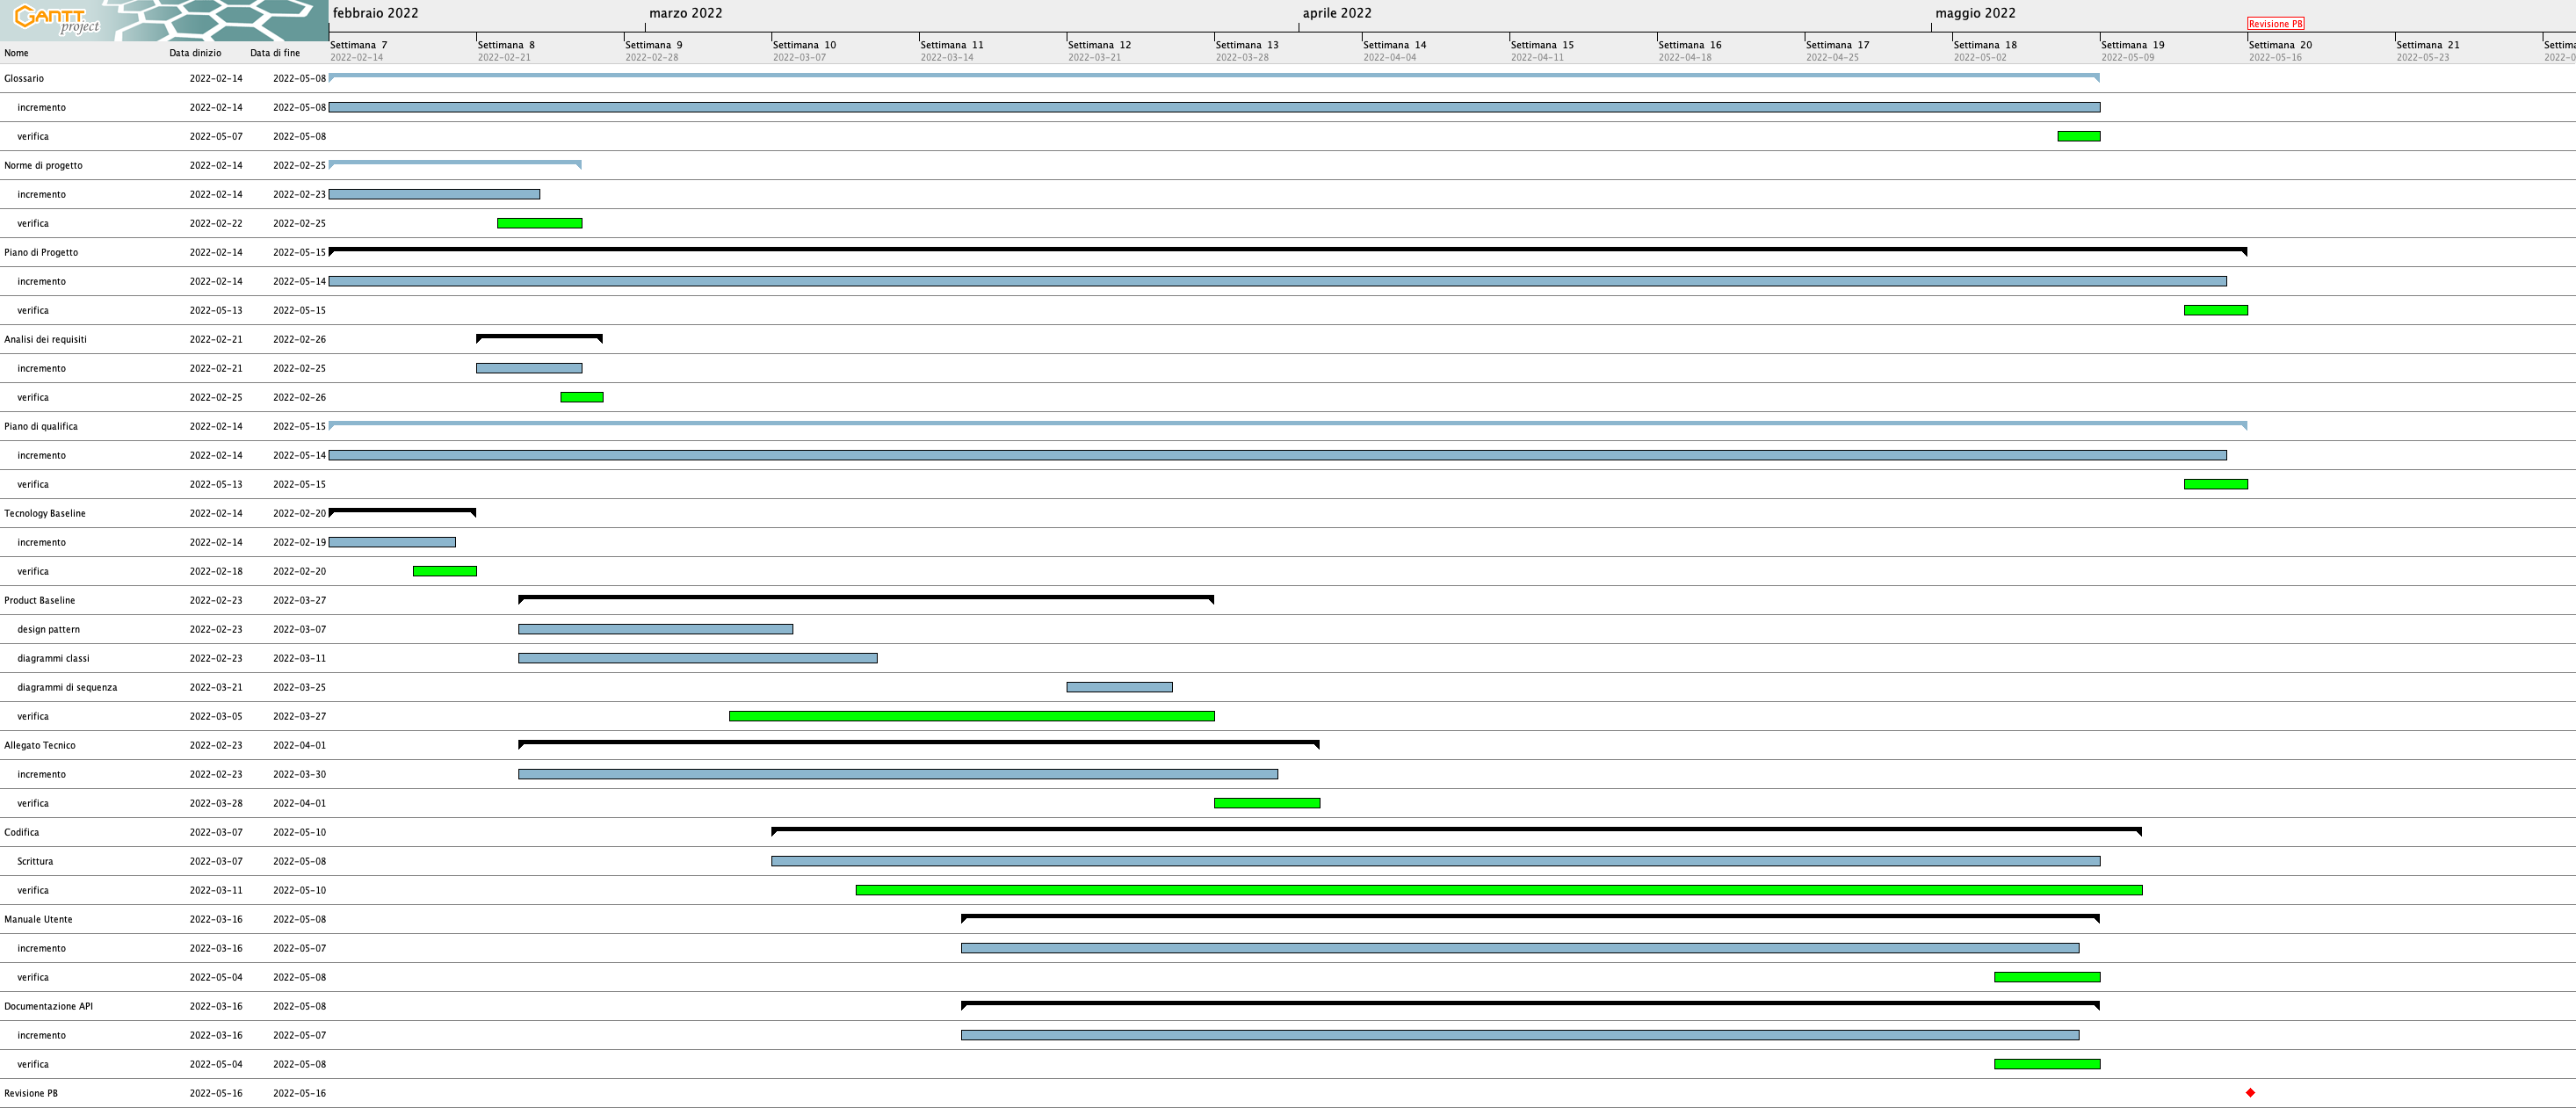 GANTT
project
febbraio 2022 marzo 2022 aprile 2022 maggio 2022
Revisione PB
Nome Data dinizio Data di fine Settimana 7 Settimana 8 Settimana 9 Settimana 10 Settimana 11 Settimana 12 Settimana 13 Settimana 14 Settimana 15 Settimana 16 Settimana 17 Settimana 18 Settimana 19 Settimana 20 Settimana 21 Settim
2022-02-14 2022-02-21 2022-02-28 2022-03-07 2022-03-14 2022-03-21 2022-03-28 2022-04-04 2022-04-11 2022-04-18 2022-04-25 2022-05-02 2022-05-09 2022-05-16 2022-05-23 2022-0
Glossario 2022-02-14 2022-05-08
incremento 2022-02-14 2022-05-08
verifica 2022-05-07 2022-05-08
Norme di progetto 2022-02-14 2022-02-25
incremento 2022-02-14 2022-02-23
verifica 2022-02-22 2022-02-25
Piano di Progetto 2022-02-14 2022-05-15
incremento 2022-02-14 2022-05-14
verifica 2022-05-13 2022-05-15
Analisi dei requisiti 2022-02-21 2022-02-26
incremento 2022-02-21 2022-02-25
verifica 2022-02-25 2022-02-26
Piano di qualifica 2022-02-14 2022-05-15
incremento 2022-02-14 2022-05-14
verifica 2022-05-13 2022-05-15
Tecnology Baseline 2022-02-14 2022-02-20
incremento 2022-02-14 2022-02-19
verifica 2022-02-18 2022-02-20
Product Baseline 2022-02-23 2022-03-27
design pattern 2022-02-23 2022-03-07
diagrammi classi 2022-02-23 2022-03-11
diagrammi di sequenza 2022-03-21 2022-03-25
verifica 2022-03-05 2022-03-27
Allegato Tecnico 2022-02-23 2022-04-01
incremento 2022-02-23 2022-03-30
verifica 2022-03-28 2022-04-01
Codifica 2022-03-07 2022-05-10
Scrittura 2022-03-07 2022-05-08
verifica 2022-03-11 2022-05-10
Manuale Utente 2022-03-16 2022-05-08
incremento 2022-03-16 2022-05-07
verifica 2022-05-04 2022-05-08
Documentazione API 2022-03-16 2022-05-08
incremento 2022-03-16 2022-05-07
verifica 2022-05-04 2022-05-08
Revisione PB 2022-05-16 2022-05-16